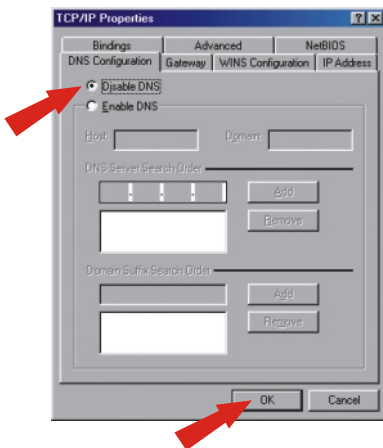 TCP/IP Properties
Bindings Advanced NetBIOS
DNS Configuration Gateway WINS Configuration IP Address
Disable DNS
Enable DNS
Host: Domain:
DNS Server Search Order
Add
Remove
Domain Suffix Search Order
Add
Remove
OK Cancel